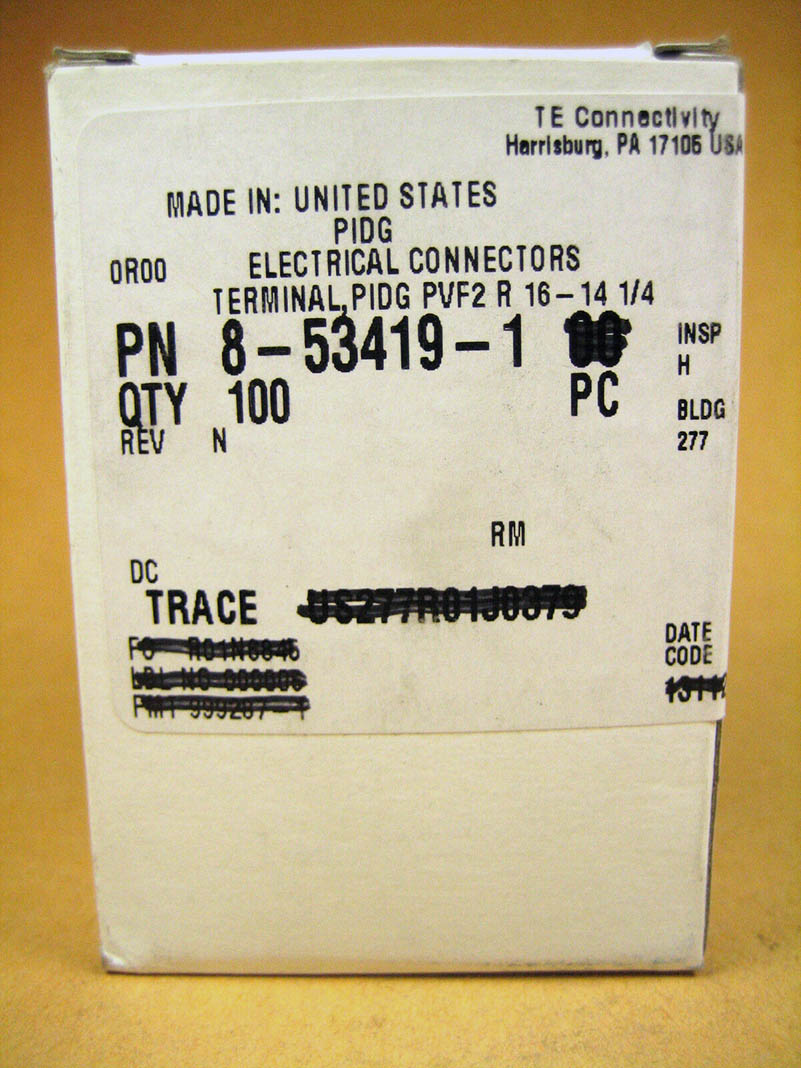 TE Connectivity
Harrisburg, PA 17105 USA
MADE IN: UNITED STATES
PIDG
0R00 ELECTRICAL CONNECTORS
TERMINAL,PIDG PVF2 R 16-14 1/4
PN 8-53419-1
INSP
H
QTY 100 PC
BLDG
REV N
277
RM
DC
TRACE US277R01J0879
DATE
CODE